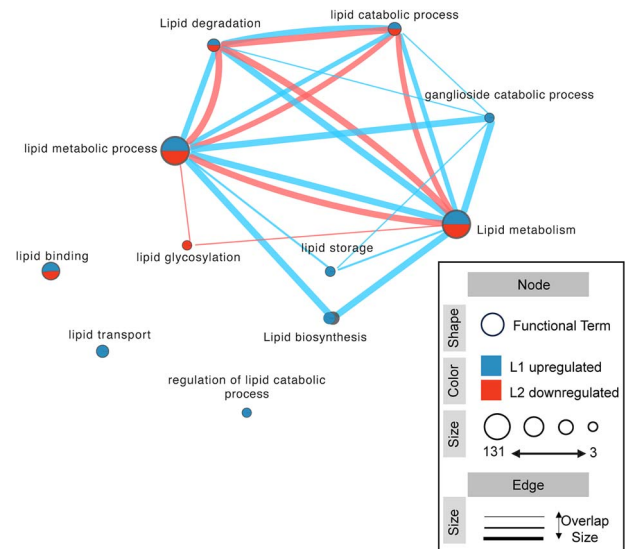 lipid catabolic process
Lipid degradation
ganglioside catabolic process
lipid metabolic process
Lipid metabolism
lipid storage
lipid glycosylation
lipid binding
lipid transport
Lipid biosynthesis
regulation of lipid catabolic
process
Node
Shape
Functional Term
Color
L1 upregulated
L2 downregulated
Size
131
3
Edge
Size
Overlap
Size